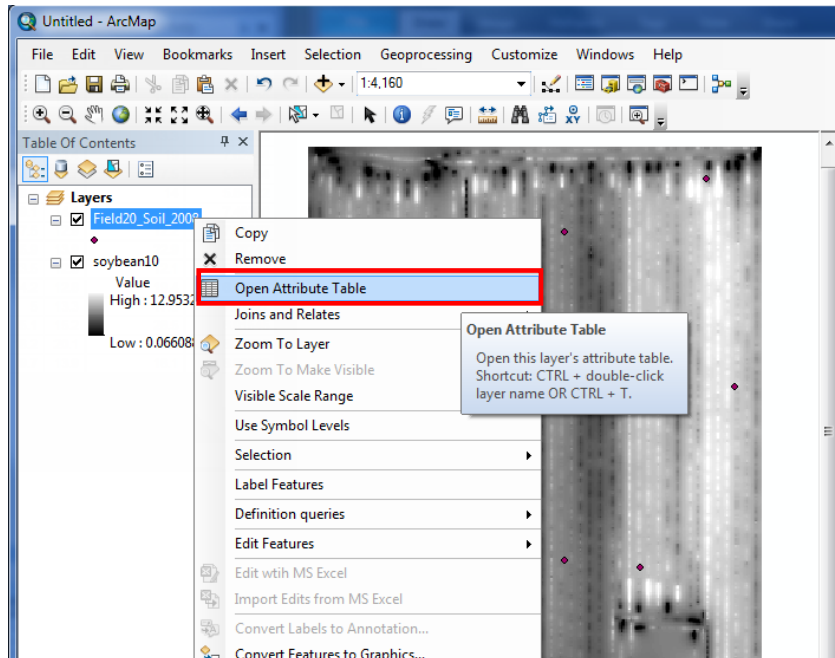 Untitled - ArcMap
File Edit View Bookmarks Insert Selection Geoprocessing Customize Windows Help
1:4,160
Table Of Contents
Layers
Field20_Soil_2008
soybean10
Value
High : 12.9532
Low : 0.06608
Copy
Remove
Open Attribute Table
Joins and Relates
Zoom To Layer
Zoom To Make Visible
Visible Scale Range
Use Symbol Levels
Selection
Label Features
Definition queries
Edit Features
Edit wtih MS Excel
Import Edits from MS Excel
Convert Labels to Annotation...
Convert Features to Graphics...
Open Attribute Table
Open this layer's attribute table.
Shortcut: CTRL + double-click
layer name OR CTRL + T.